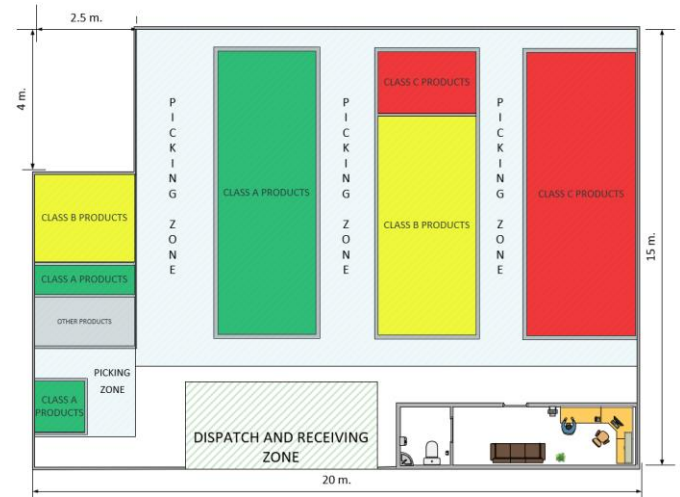 2.5 m.
4 m.
PICKING ZONE
CLASS A PRODUCTS
PICKING ZONE
CLASS C PRODUCTS
CLASS B PRODUCTS
PICKING ZONE
CLASS C PRODUCTS
15 m.
CLASS B PRODUCTS
CLASS A PRODUCTS
OTHER PRODUCTS
PICKING
ZONE
CLASS A
PRODUCTS
DISPATCH AND RECEIVING
ZONE
20 m.